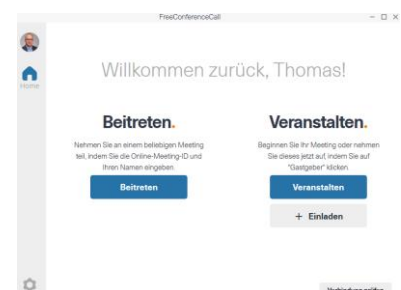 FreeConferenceCall
Home
Willkommen zurück, Thomas!
Beitreten.
Nehmen Sie an einem beliebigen Meeting
teil, indem Sie die Online-Meeting-ID und
Ihren Namen eingeben.
Beitreten
Veranstalten.
Beginnen Sie Ihr Meeting oder nehmen
Sie dieses jetzt auf, indem Sie auf
"Gastgeber" klicken.
Veranstalten
+ Einladen
Verbindung prüfen